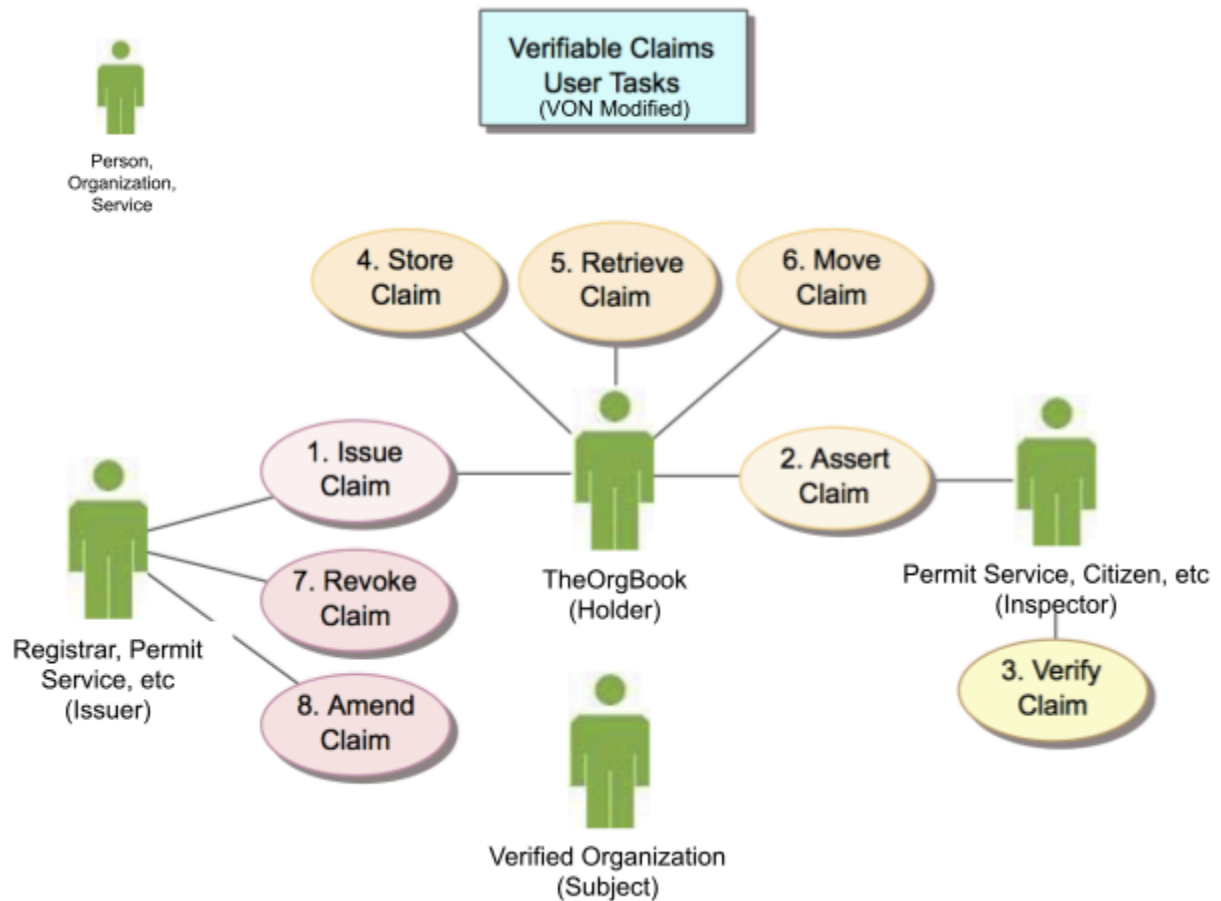 Verifiable Claims
User Tasks
(VON Modified)
Person,
Organization,
Service
4. Store
Claim
5. Retrieve
Claim
6. Move
Claim
1. Issue
Claim
2. Assert
Claim
7. Revoke
Claim
TheOrgBook
(Holder)
Permit Service, Citizen, etc
(Inspector)
Registrar, Permit
Service, etc
(Issuer)
8. Amend
Claim
3. Verify
Claim
Verified Organization
(Subject)